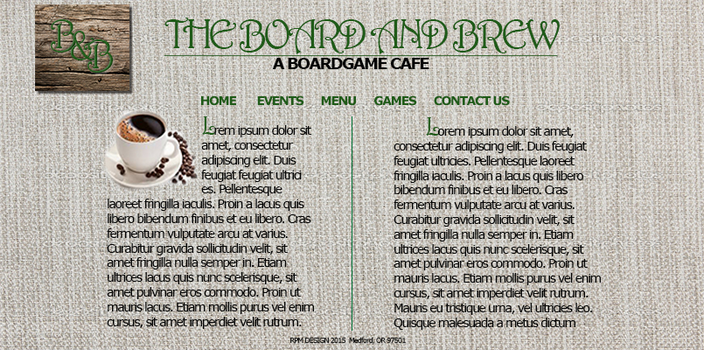 B&B
THE BOARD AND BREW
A BOARDGAME CAFE
HOME EVENTS MENU GAMES CONTACT US
Lorem ipsum dolor sit
amet, consectetur
adipiscing elit. Duis
feugiat feugiat ultrici
es. Pellentesque
laoreet fringilla iaculis. Proin a lacus quis
libero bibendum finibus et eu libero. Cras
fermentum vulputate arcu at varius.
Curabitur gravida sollicitudin velit, sit
amet fringilla nulla semper in. Etiam
ultrices lacus quis nunc scelerisque, sit
amet pulvinar eros commodo. Proin ut
mauris lacus. Etiam mollis purus vel enim
cursus, sit amet imperdiet velit rutrum.
Lorem ipsum dolor sit amet,
consectetur adipiscing elit. Duis feugiat
feugiat ultricies. Pellentesque laoreet
fringilla iaculis. Proin a lacus quis libero
bibendum finibus et eu libero. Cras
fermentum vulputate arcu at varius.
Curabitur gravida sollicitudin velit, sit
amet fringilla nulla semper in. Etiam
ultrices lacus quis nunc scelerisque, sit
amet pulvinar eros commodo. Proin ut
mauris lacus. Etiam mollis purus vel enim
cursus, sit amet imperdiet velit rutrum.
Mauris eu tristique urna, vel ultricies leo.
Quisque malesuada a metus dictum
RPM DESIGN 2015 Medford, OR 97501